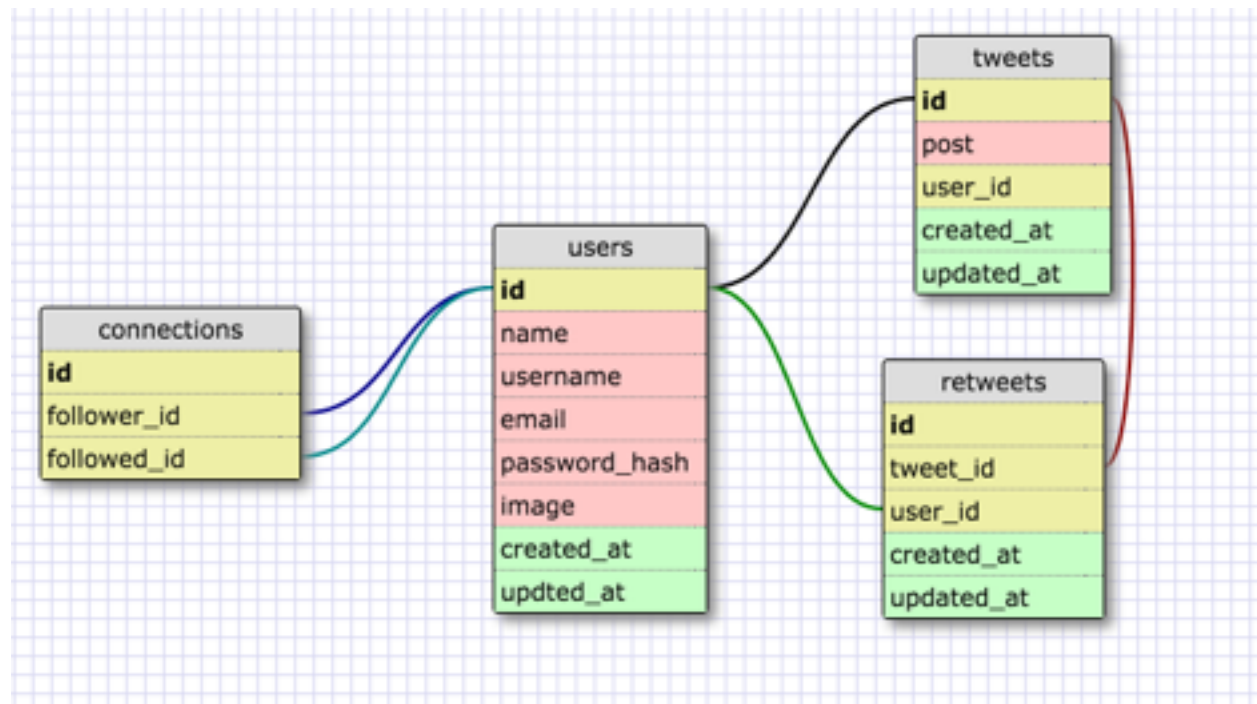 connections
id
follower_id
followed_id
users
id
name
username
email
password_hash
image
created_at
updted_at
tweets
id
post
user_id
created_at
updated_at
retweets
id
tweet_id
user_id
created_at
updated_at